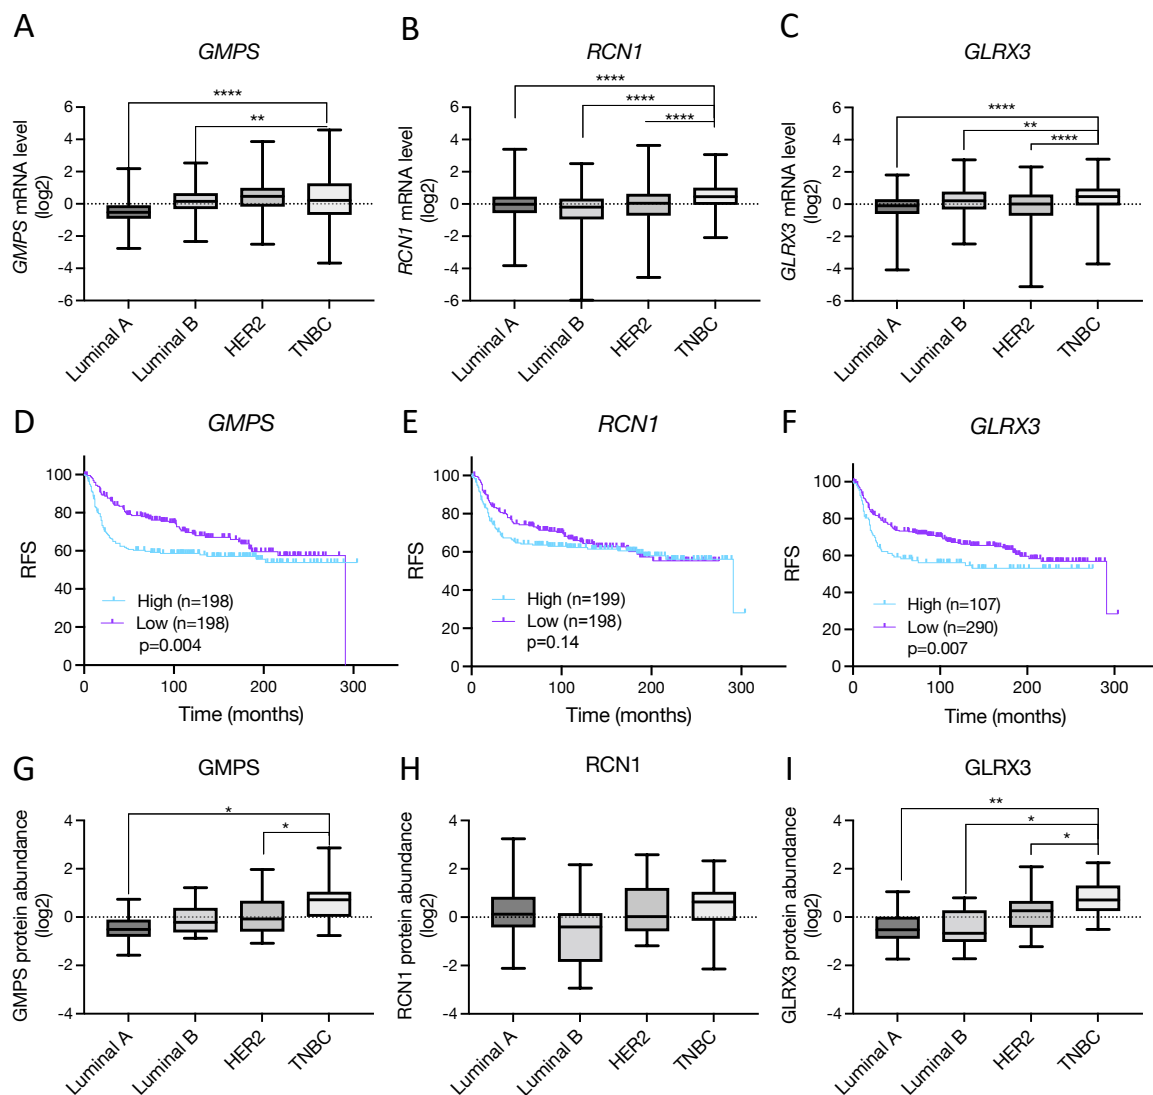 A
GMPS
****
**
6
4
2
0
-2
-4
-6
GMPS mRNA level
(log2)
Luminal A
Luminal B
HER2
TNBC
B
RCN1
****
****
****
6
4
2
0
-2
-4
-6
RCN1 mRNA level
(log2)
Luminal A
Luminal B
HER2
TNBC
C
GLRX3
****
**
****
6
4
2
0
-2
-4
-6
GLRX3 mRNA level
(log2)
Luminal A
Luminal B
HER2
TNBC
D
GMPS
100
80
60
40
20
0
RFS
High (n=198)
Low (n=198)
p=0.004
0
100
200
300
Time (months)
E
RCN1
100
80
60
40
20
0
RFS
High (n=199)
Low (n=198)
p=0.14
0
100
200
300
Time (months)
F
GLRX3
100
80
60
40
20
0
RFS
High (n=107)
Low (n=290)
p=0.007
0
100
200
300
Time (months)
G
GMPS
*
*
4
2
0
-2
-4
GMPS protein abundance
(log2)
Luminal A
Luminal B
HER2
TNBC
H
RCN1
4
2
0
-2
-4
RCN1 protein abundance
(log2)
Luminal A
Luminal B
HER2
TNBC
I
GLRX3
**
*
*
4
2
0
-2
-4
GLRX3 protein abundance
(log2)
Luminal A
Luminal B
HER2
TNBC